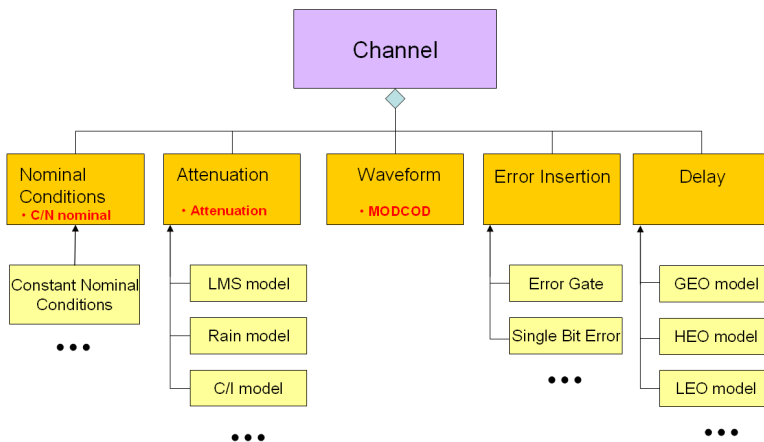 Channel
Nominal
Conditions
• C/N nominal
Attenuation
• Attenuation
Waveform
• MODCOD
Error Insertion
Delay
Constant Nominal
Conditions
•••
LMS model
Rain model
C/I model
•••
Error Gate
Single Bit Error
•••
GEO model
HEO model
LEO model
•••